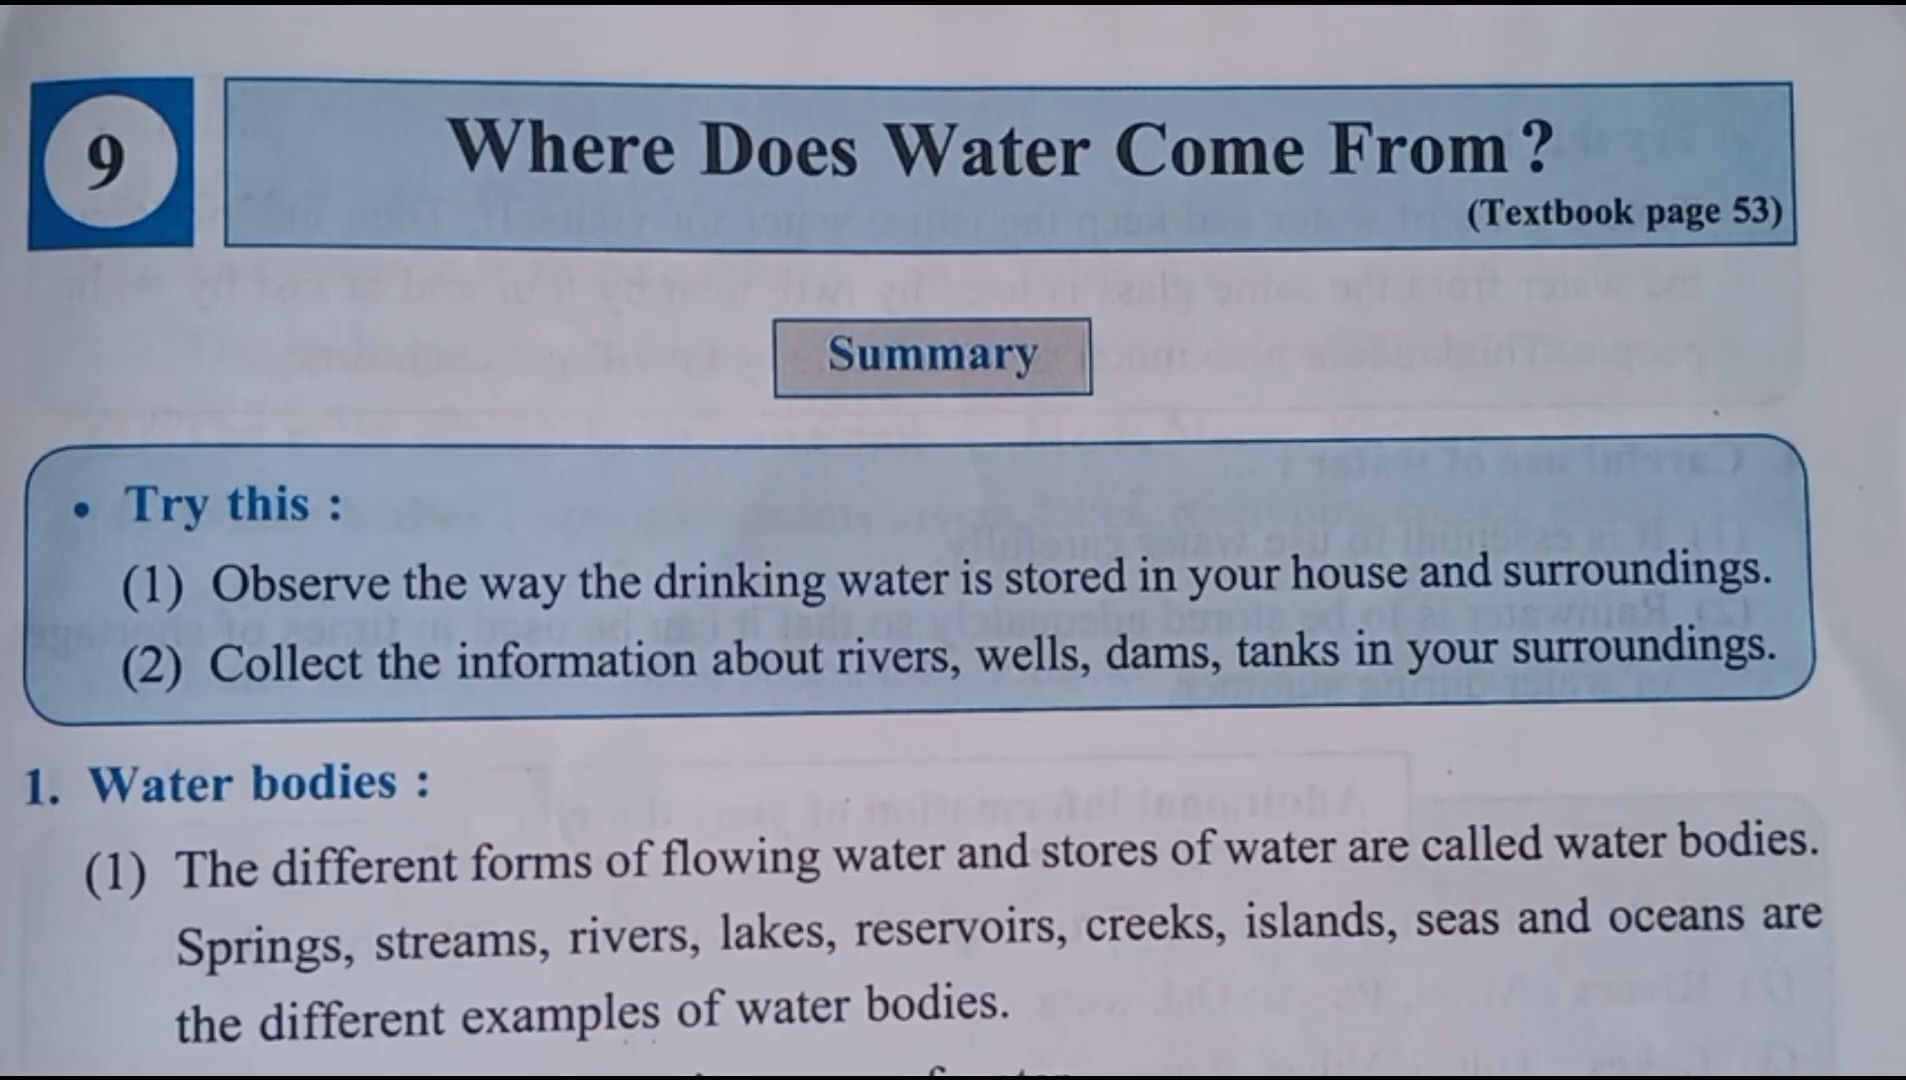 9
Where Does Water Come From?
(Textbook page 53)
Summary
• Try this :
(1) Observe the way the drinking water is stored in your house and surroundings.
(2) Collect the information about rivers, wells, dams, tanks in your surroundings.
1. Water bodies :
(1) The different forms of flowing water and stores of water are called water bodies.
Springs, streams, rivers, lakes, reservoirs, creeks, islands, seas and oceans are
the different examples of water bodies.